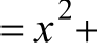 = x² +